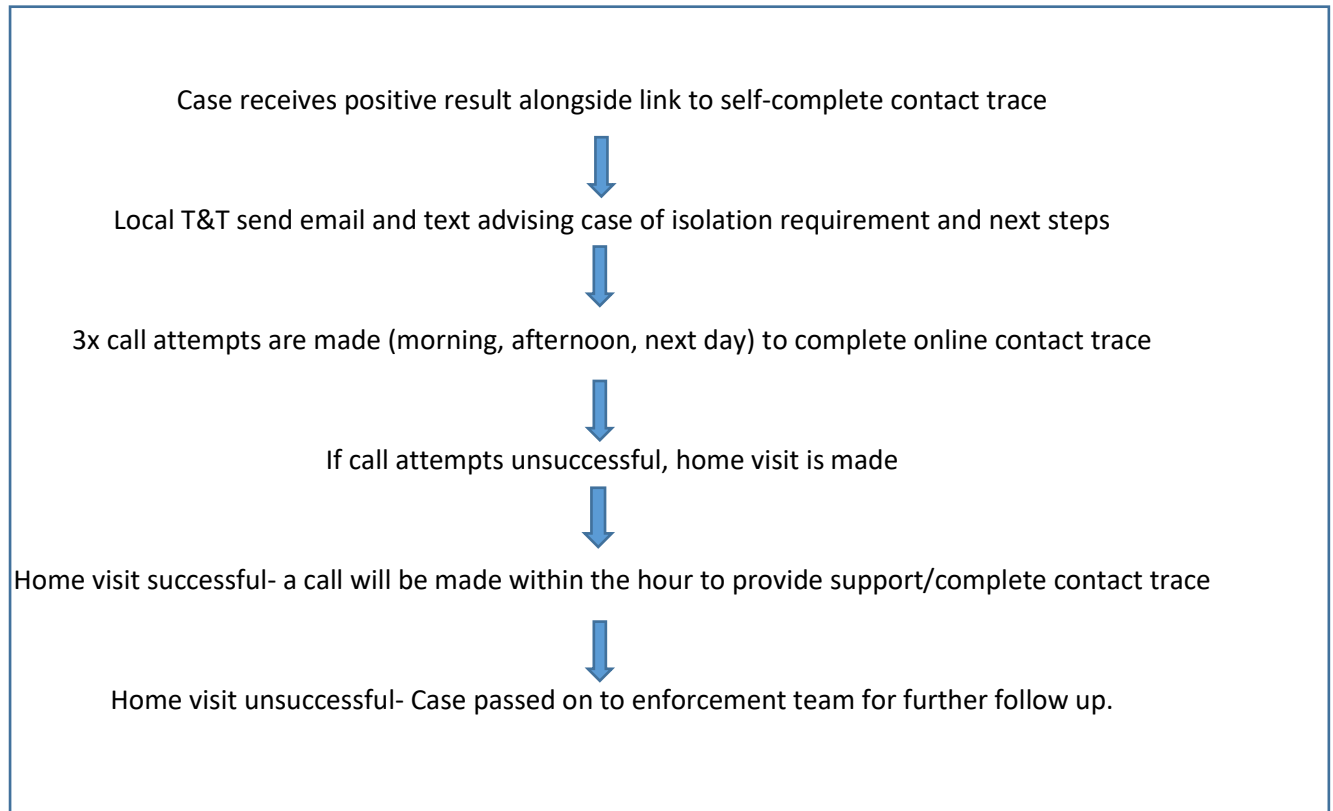 Case receives positive result alongside link to self-complete contact trace
Local T&T send email and text advising case of isolation requirement and next steps
3x call attempts are made (morning, afternoon, next day) to complete online contact trace
If call attempts unsuccessful, home visit is made
Home visit successful- a call will be made within the hour to provide support/complete contact trace
Home visit unsuccessful- Case passed on to enforcement team for further follow up.